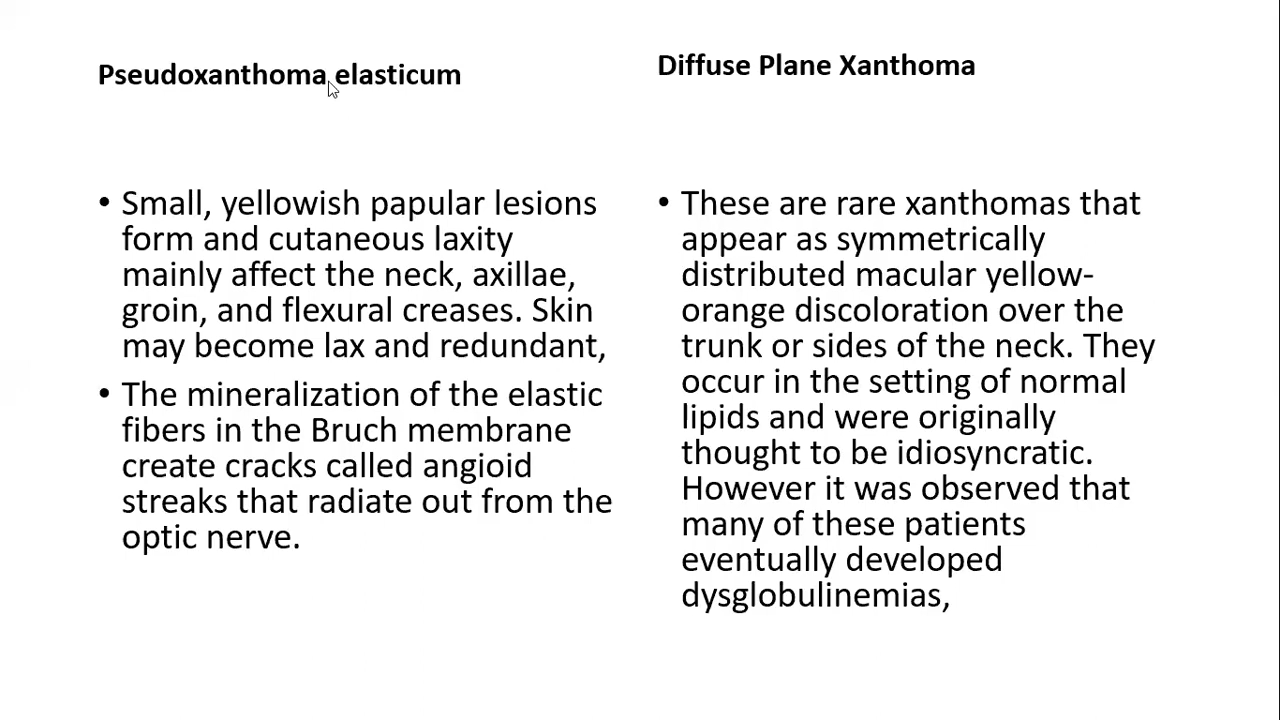 Pseudoxanthoma elasticum
• Small, yellowish papular lesions
form and cutaneous laxity
mainly affect the neck, axillae,
groin, and flexural creases. Skin
may become lax and redundant,
• The mineralization of the elastic
fibers in the Bruch membrane
create cracks called angioid
streaks that radiate out from the
optic nerve.
Diffuse Plane Xanthoma
• These are rare xanthomas that
appear as symmetrically
distributed macular yellow-
orange discoloration over the
trunk or sides of the neck. They
occur in the setting of normal
lipids and were originally
thought to be idiosyncratic.
However it was observed that
many of these patients
eventually developed
dysglobulinemias,